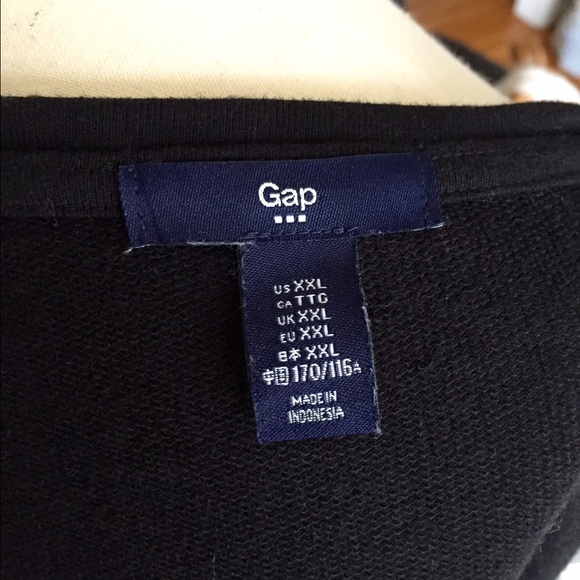 Gap
US XXL
CA TTG
UK XXL
EU XXL
日本 XXL
中国 170/116A
MADE IN
INDONESIA